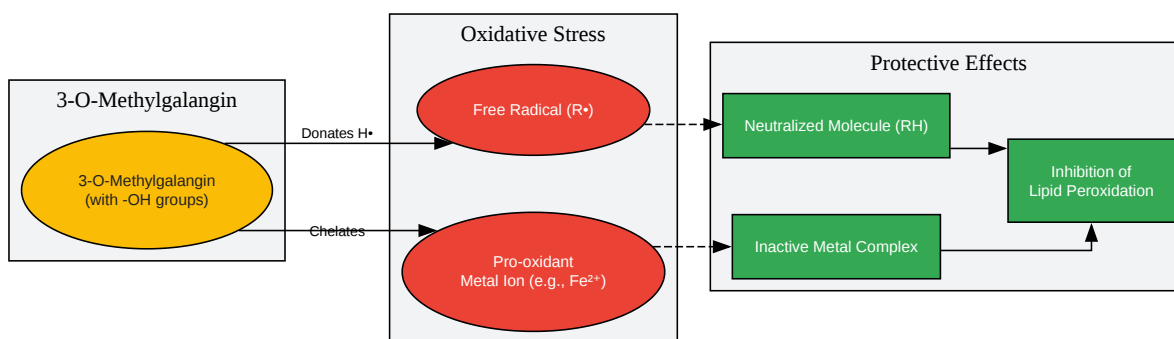 3-O-Methylgalangin
3-O-Methylgalangin
(with -OH groups)
Donates H•
Chelates
Oxidative Stress
Free Radical (R•)
Pro-oxidant
Metal Ion (e.g., Fe²⁺)
Protective Effects
Neutralized Molecule (RH)
Inactive Metal Complex
Inhibition of
Lipid Peroxidation